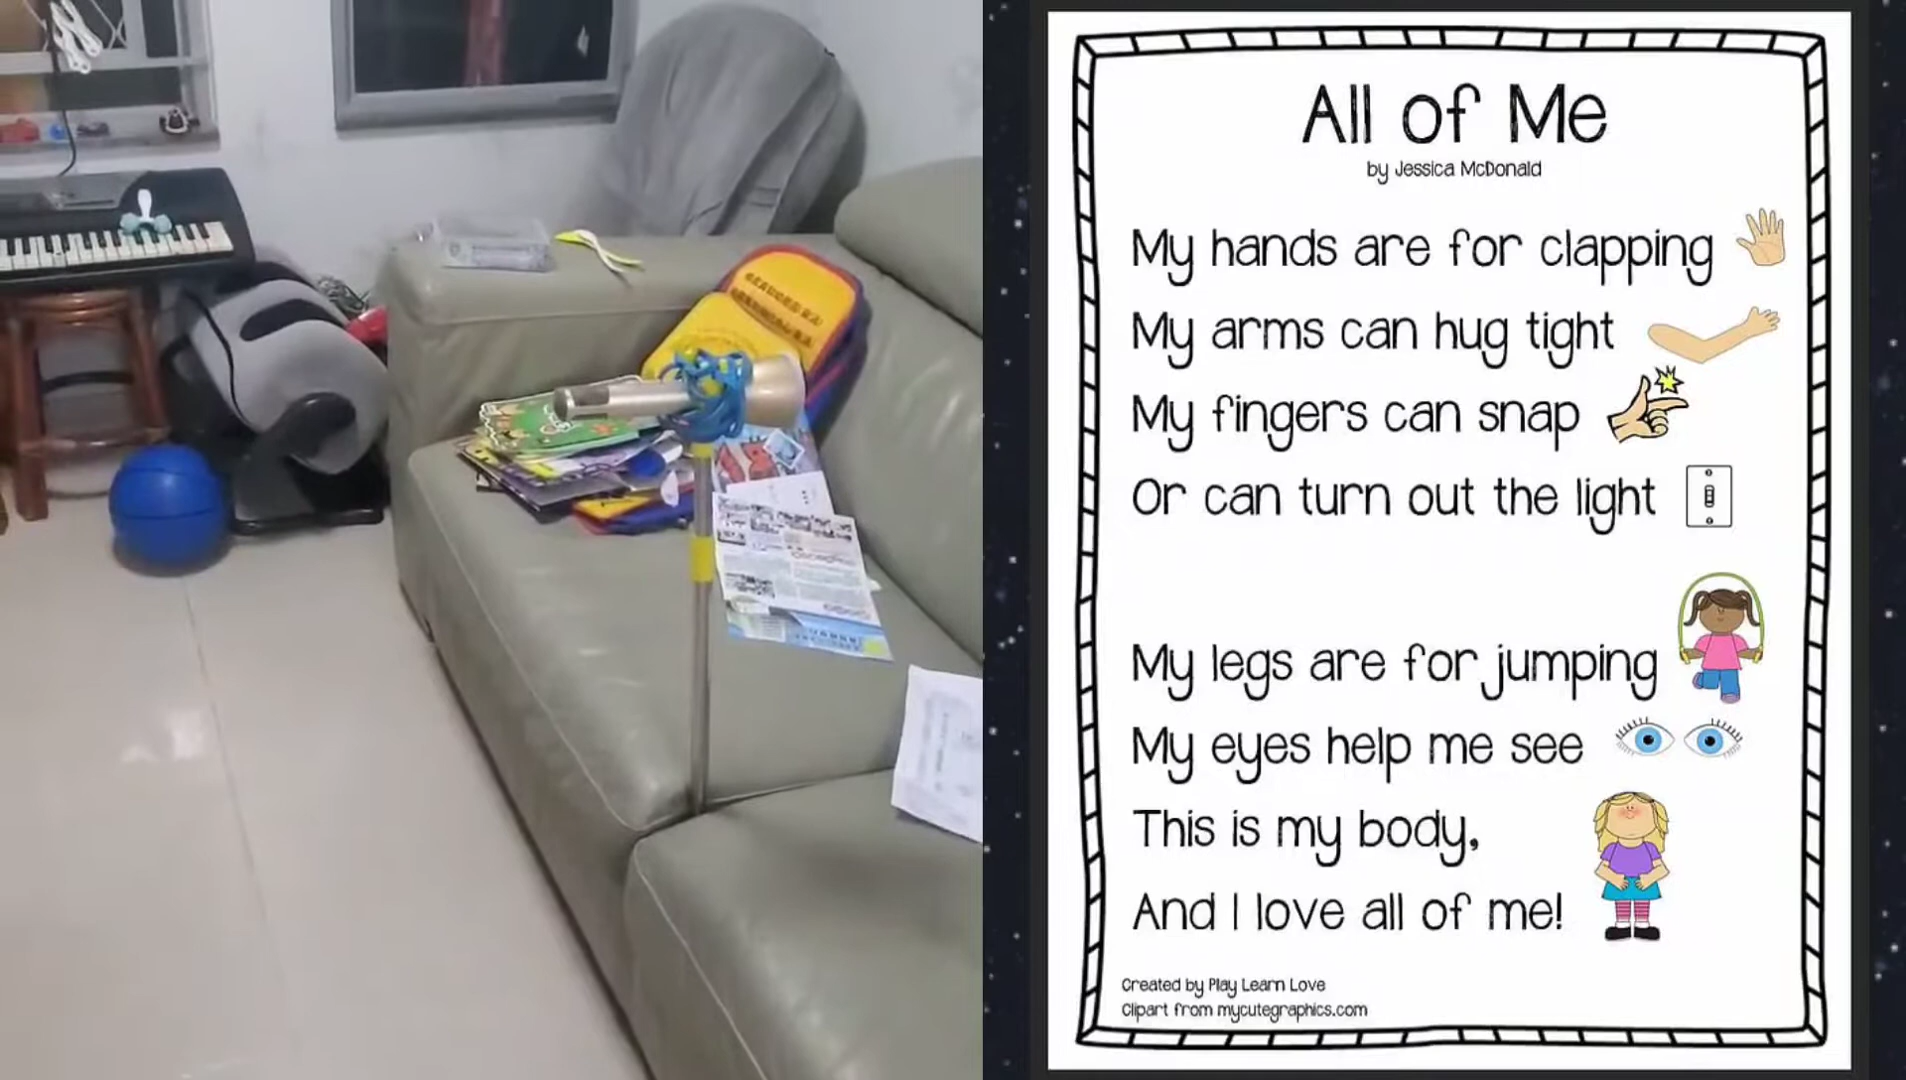 All of Me
by Jessica McDonald
My hands are for clapping
My arms can hug tight
My fingers can snap
Or can turn out the light
My legs are for jumping
My eyes help me see
This is my body,
And I love all of me!
Created by Play Learn Love
Clipart from mycutegraphics.com